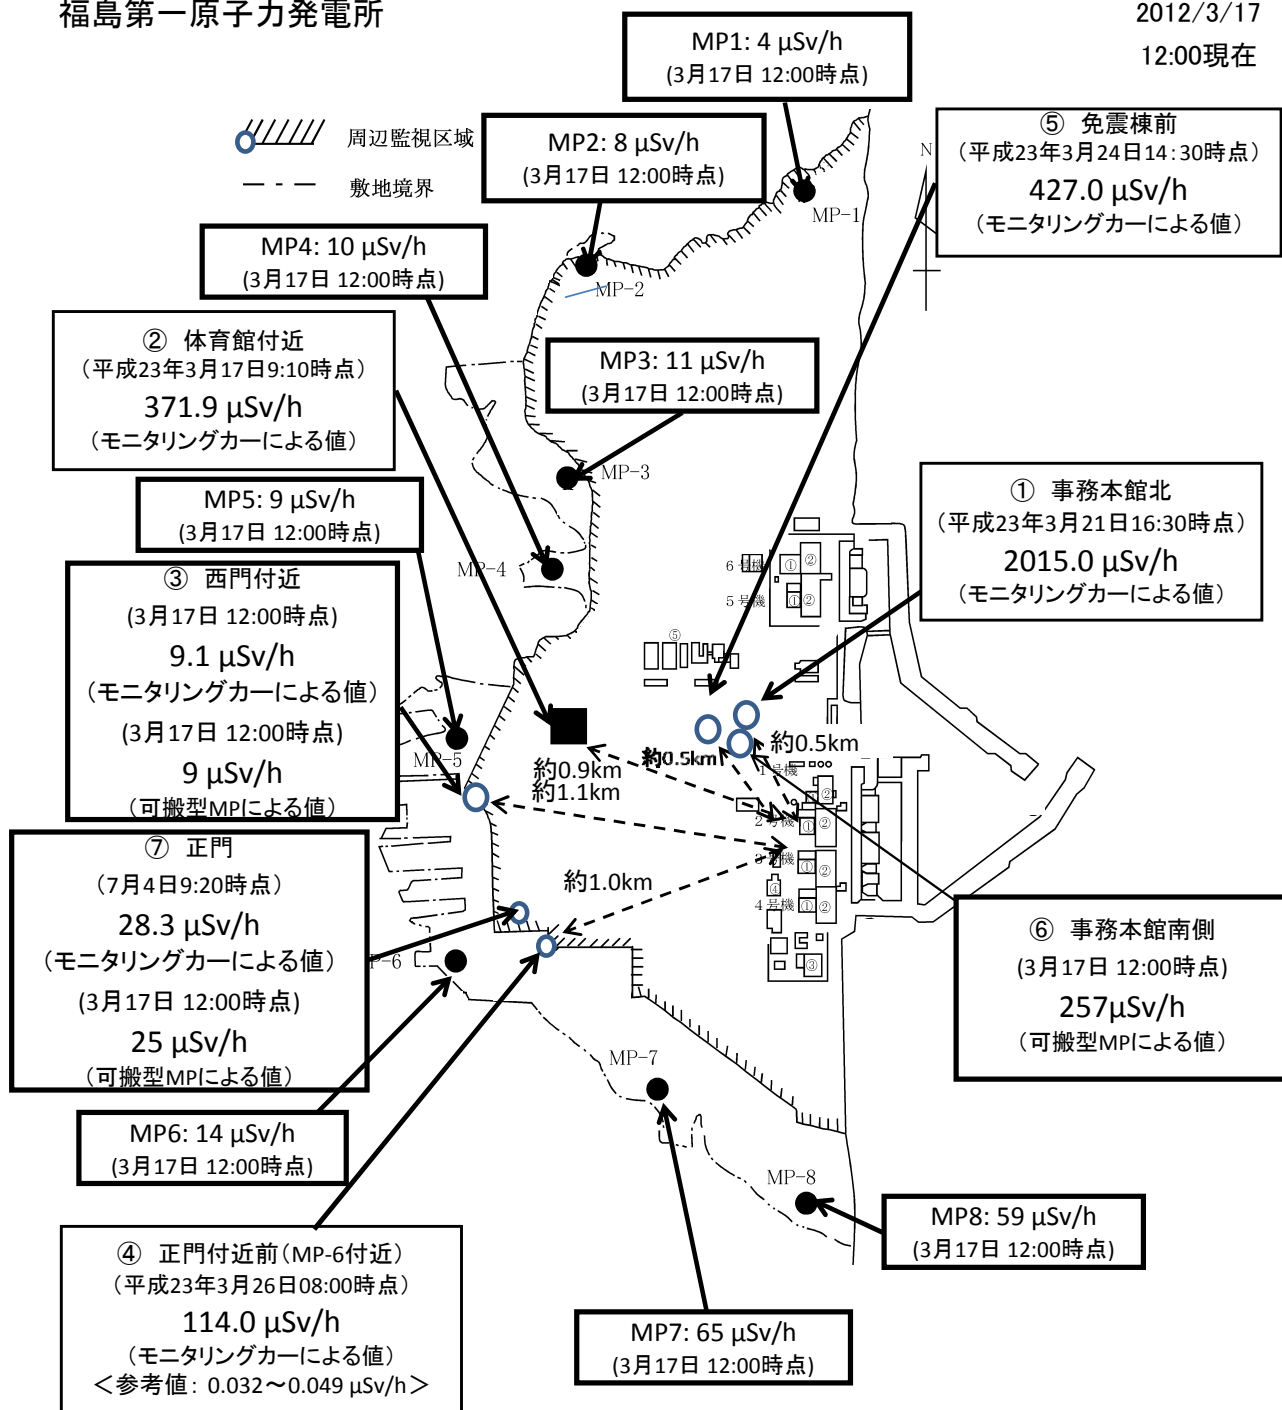 福島第一原子力発電所
2012/3/17
12:00現在
周辺監視区域
敷地境界
MP1: 4 μSv/h
(3月17日 12:00時点)
MP2: 8 μSv/h
(3月17日 12:00時点)
⑤ 免震棟前
(平成23年3月24日14:30時点)
427.0 μSv/h
(モニタリングカーによる値)
N
MP-1
MP4: 10 μSv/h
(3月17日 12:00時点)
MP-2
② 体育館付近
(平成23年3月17日9:10時点)
371.9 μSv/h
(モニタリングカーによる値)
MP3: 11 μSv/h
(3月17日 12:00時点)
MP-3
MP5: 9 μSv/h
(3月17日 12:00時点)
① 事務本館北
(平成23年3月21日16:30時点)
2015.0 μSv/h
(モニタリングカーによる値)
MP-4
6号機
①
②
5号機
①
②
③ 西門付近
(3月17日 12:00時点)
9.1 μSv/h
(モニタリングカーによる値)
(3月17日 12:00時点)
9 μSv/h
(可搬型MPによる値)
⑤
MP-5
約0.9km
約1.1km
約0.5km
約0.5km
1号機
②
2号機
①
②
3号機
①
②
④
4号機
①
②
③
約1.0km
⑦ 正門
(7月4日9:20時点)
28.3 μSv/h
(モニタリングカーによる値)
(3月17日 12:00時点)
25 μSv/h
(可搬型MPによる値)
P-6
⑥ 事務本館南側
(3月17日 12:00時点)
257μSv/h
(可搬型MPによる値)
MP-7
MP6: 14 μSv/h
(3月17日 12:00時点)
MP-8
MP8: 59 μSv/h
(3月17日 12:00時点)
④ 正門付近前(MP-6付近)
(平成23年3月26日08:00時点)
114.0 μSv/h
(モニタリングカーによる値)
<参考値: 0.032～0.049 μSv/h>
MP7: 65 μSv/h
(3月17日 12:00時点)